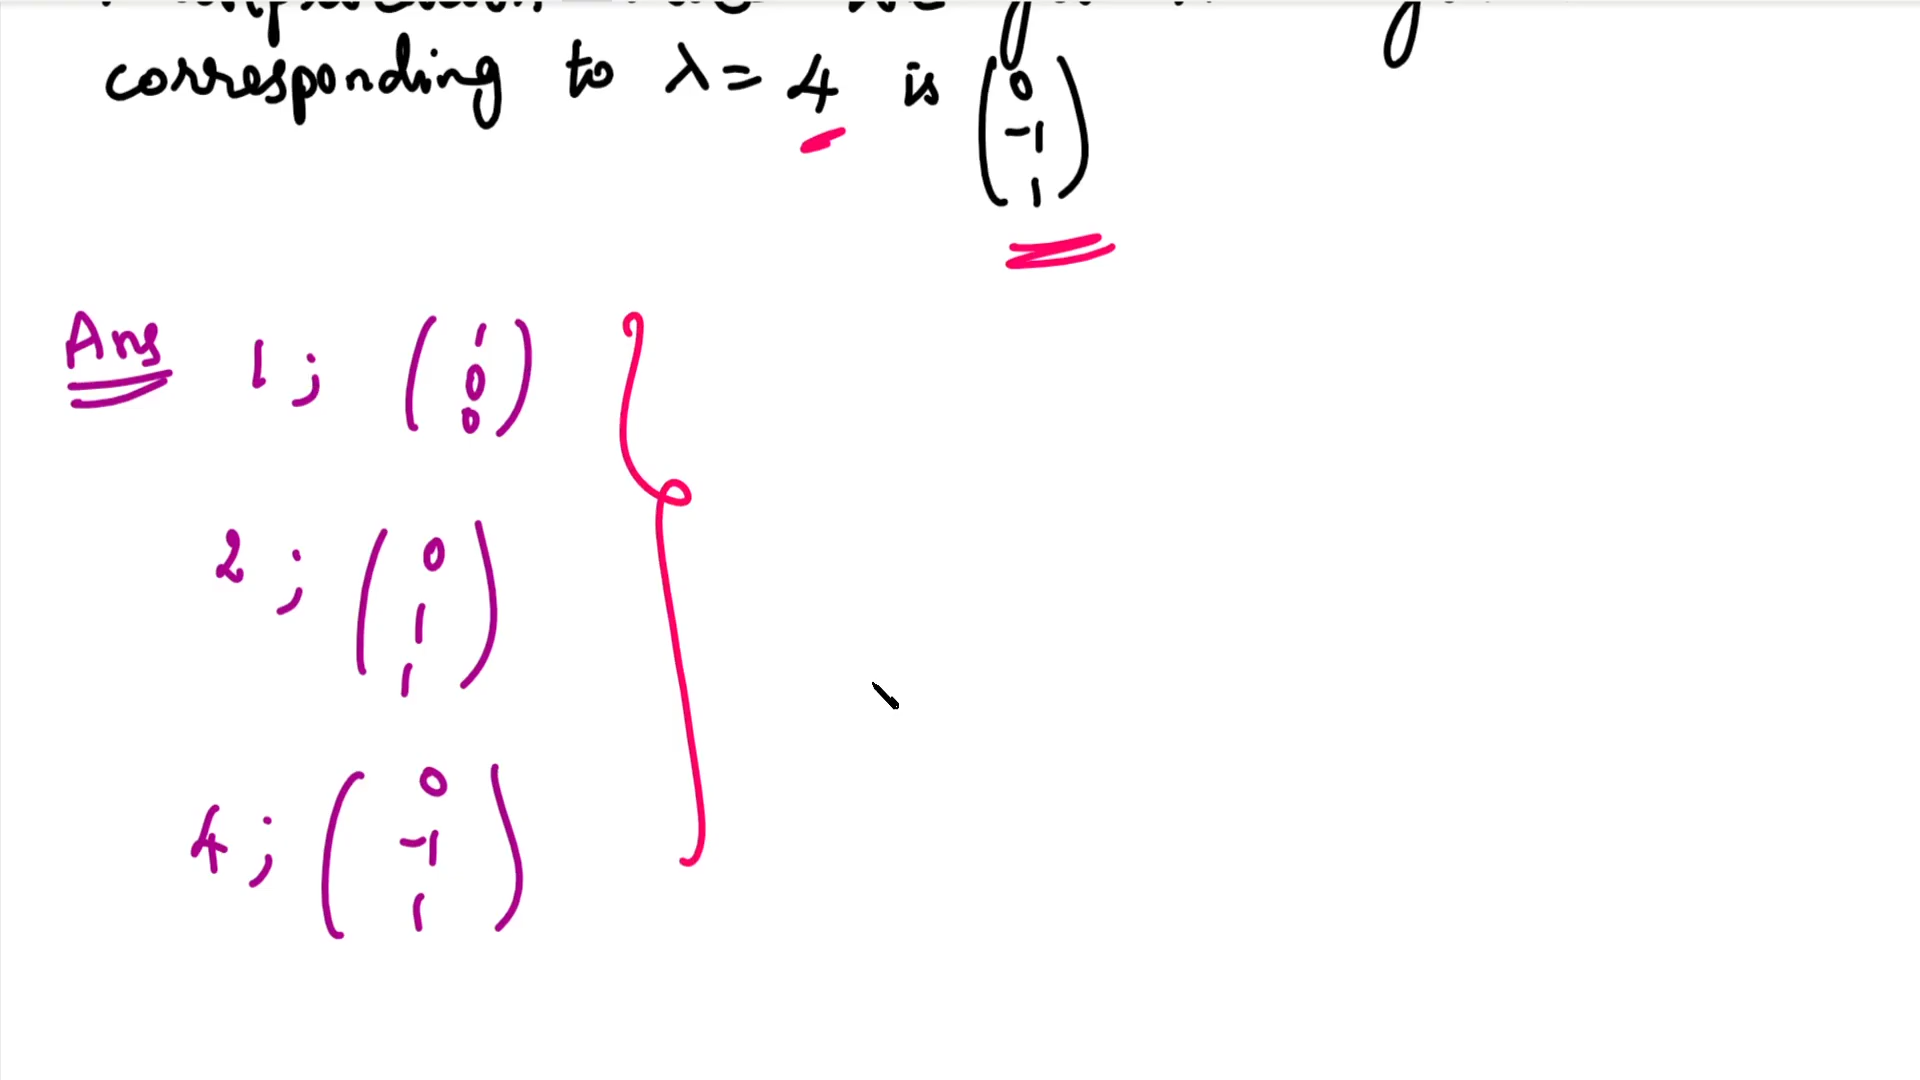 corresponding to λ = 4 is (0 -1 1)
Ans 1 ; (1 0 0)
2 ; (0 1 1)
4 ; (0 -1 1)